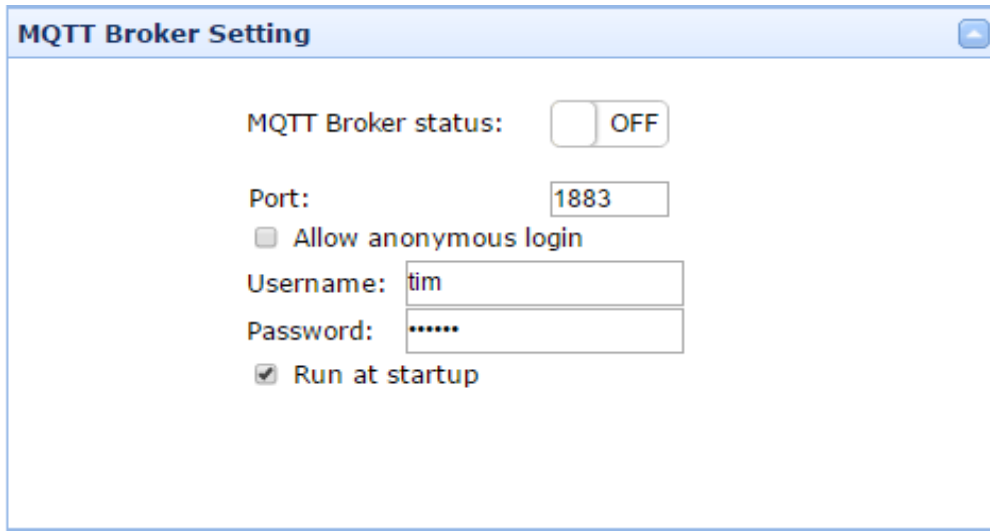 MQTT Broker Setting
MQTT Broker status: OFF
Port: 1883
Allow anonymous login
Username: tim
Password: ••••••
Run at startup